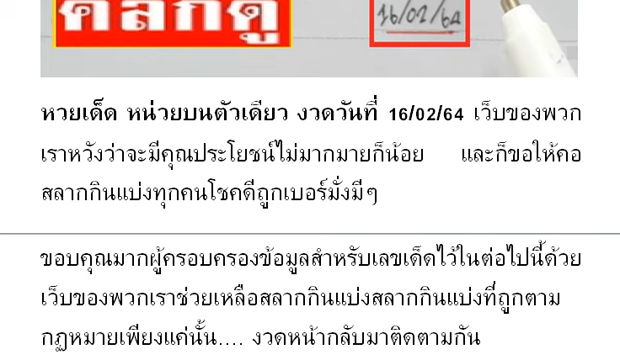 คลิกดู
16/02/64
หวยเด็ด หน่วยบนตัวเดียว งวดวันที่ 16/02/64 เว็บของพวก
เราหวังว่าจะมีคุณประโยชน์ไม่มากมายก็น้อย และก็ขอให้คอ
สลากกินแบ่งทุกคนโชคดีถูกเบอร์มั่งมีๆ
ขอบคุณมากผู้ครอบครองข้อมูลสำหรับเลขเด็ดไว้ในต่อไปนี้ด้วย
เว็บของพวกเราช่วยเหลือสลากกินแบ่งสลากกินแบ่งที่ถูกตาม
กฏหมายเพียงแค่นั้น.... งวดหน้ากลับมาติดตามกัน